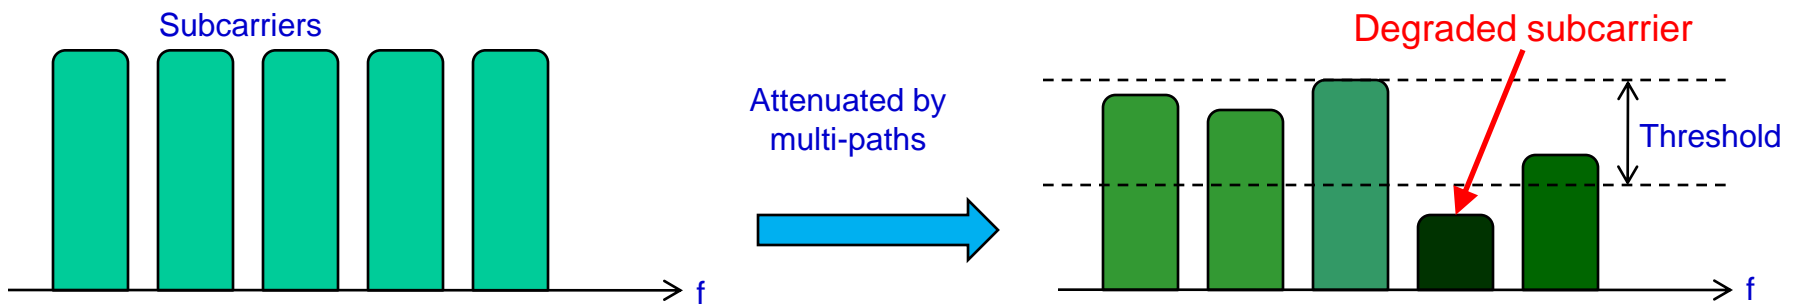 Subcarriers
f
Attenuated by
multi-paths
Degraded subcarrier
Threshold
f